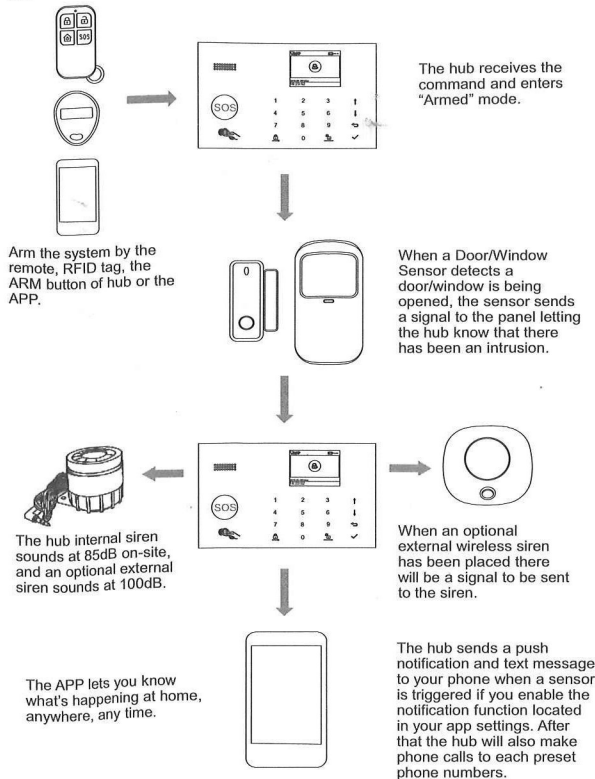 SOS
SOS
1 2 3
4 5 6
7 8 9
0
The hub receives the
command and enters
“Armed” mode.
Arm the system by the
remote, RFID tag, the
ARM button of hub or the
APP.
When a Door/Window
Sensor detects a
door/window is being
opened, the sensor sends
a signal to the panel letting
the hub know that there
has been an intrusion.
SOS
1 2 3
4 5 6
7 8 9
0
The hub internal siren
sounds at 85dB on-site,
and an optional external
siren sounds at 100dB.
When an optional
external wireless siren
has been placed there
will be a signal to be sent
to the siren.
The APP lets you know
what's happening at home,
anywhere, any time.
The hub sends a push
notification and text message
to your phone when a sensor
is triggered if you enable the
notification function located
in your app settings. After
that the hub will also make
phone calls to each preset
phone numbers.